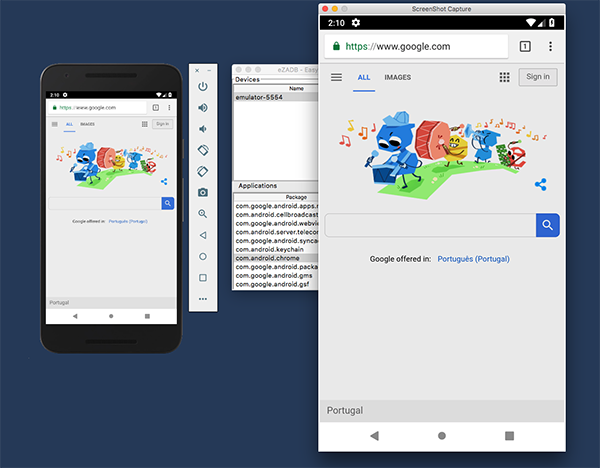 2:10
https://www.google.com
1
ALL IMAGES
Sign in
Google offered in: Português (Portugal)
Portugal
eZADB - Easy
Devices
Name
emulator-5554
Applications
Package
com.google.android.apps.
com.android.cellbroadcast
com.google.android.webvie
com.android.server.teleco
com.google.android.syncad
com.android.keychain
com.android.chrome
com.google.android.packa
com.google.android.gms
com.google.android.gsf
ScreenShot Capture
2:10
https://www.google.com
1
ALL IMAGES
Sign in
Google offered in: Português (Portugal)
Portugal